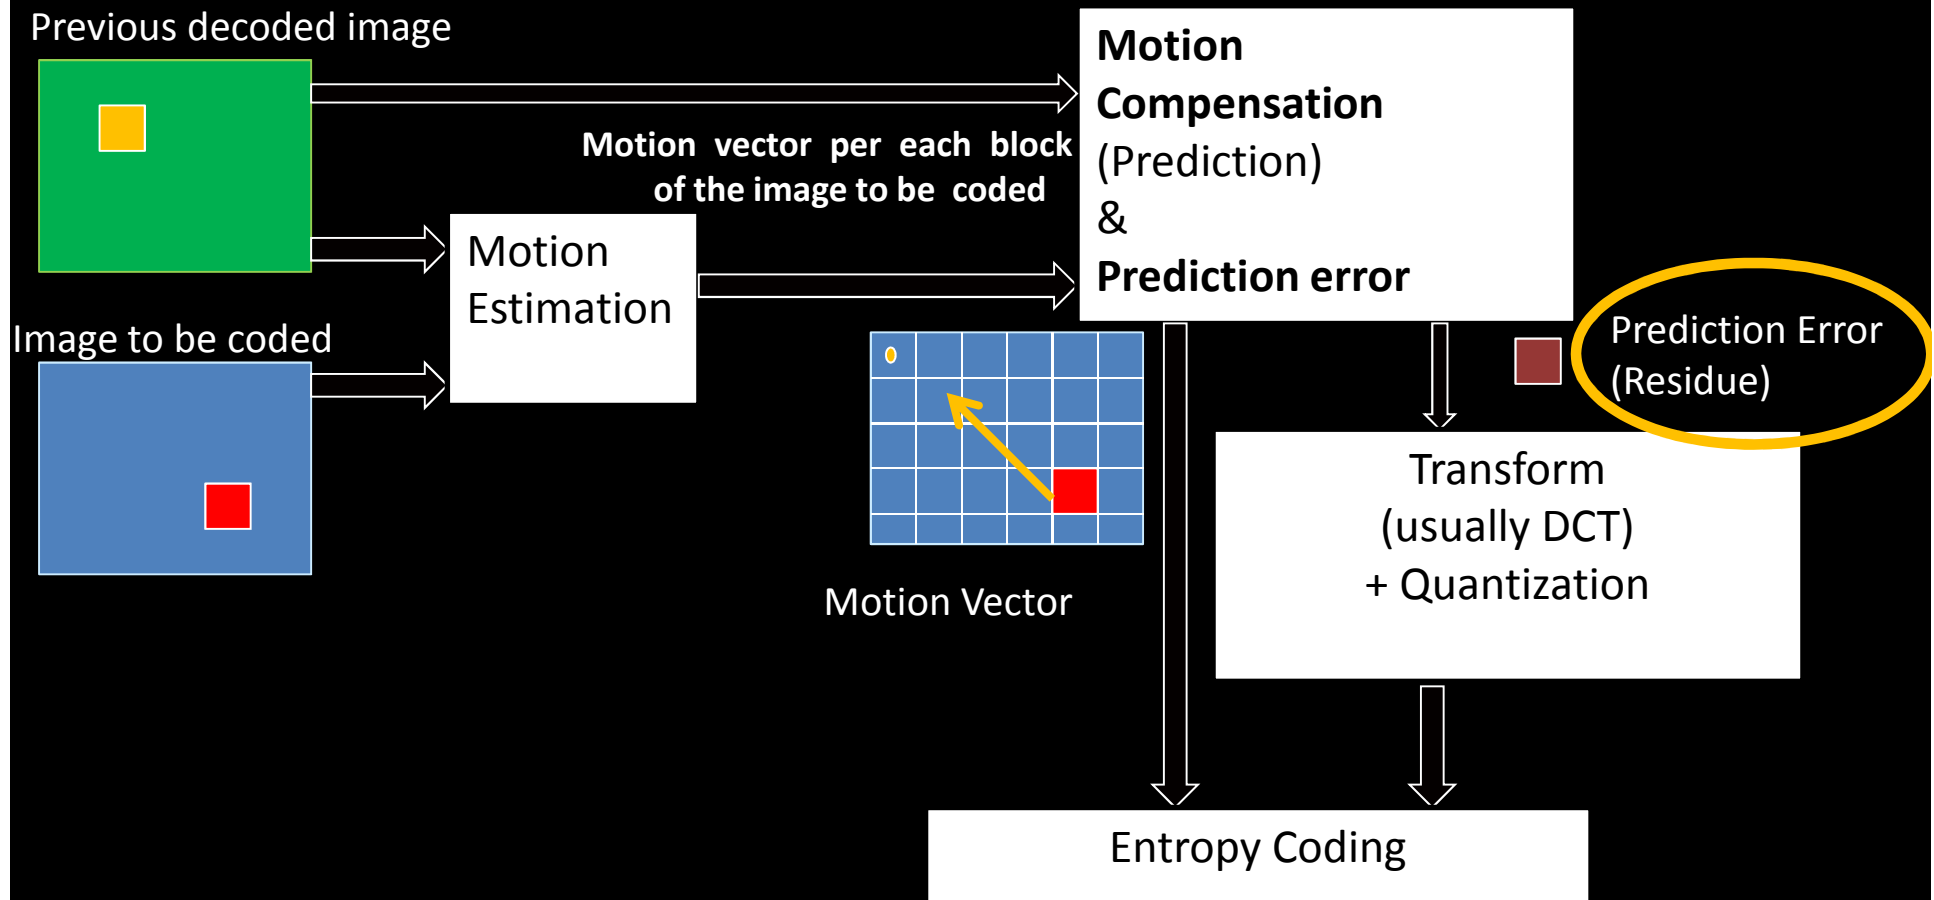 Previous decoded image
Motion
Compensation
(Prediction)
&
Prediction error
Motion vector per each block
of the image to be coded
Motion
Estimation
Image to be coded
Prediction Error
(Residue)
Transform
(usually DCT)
+ Quantization
Motion Vector
Entropy Coding